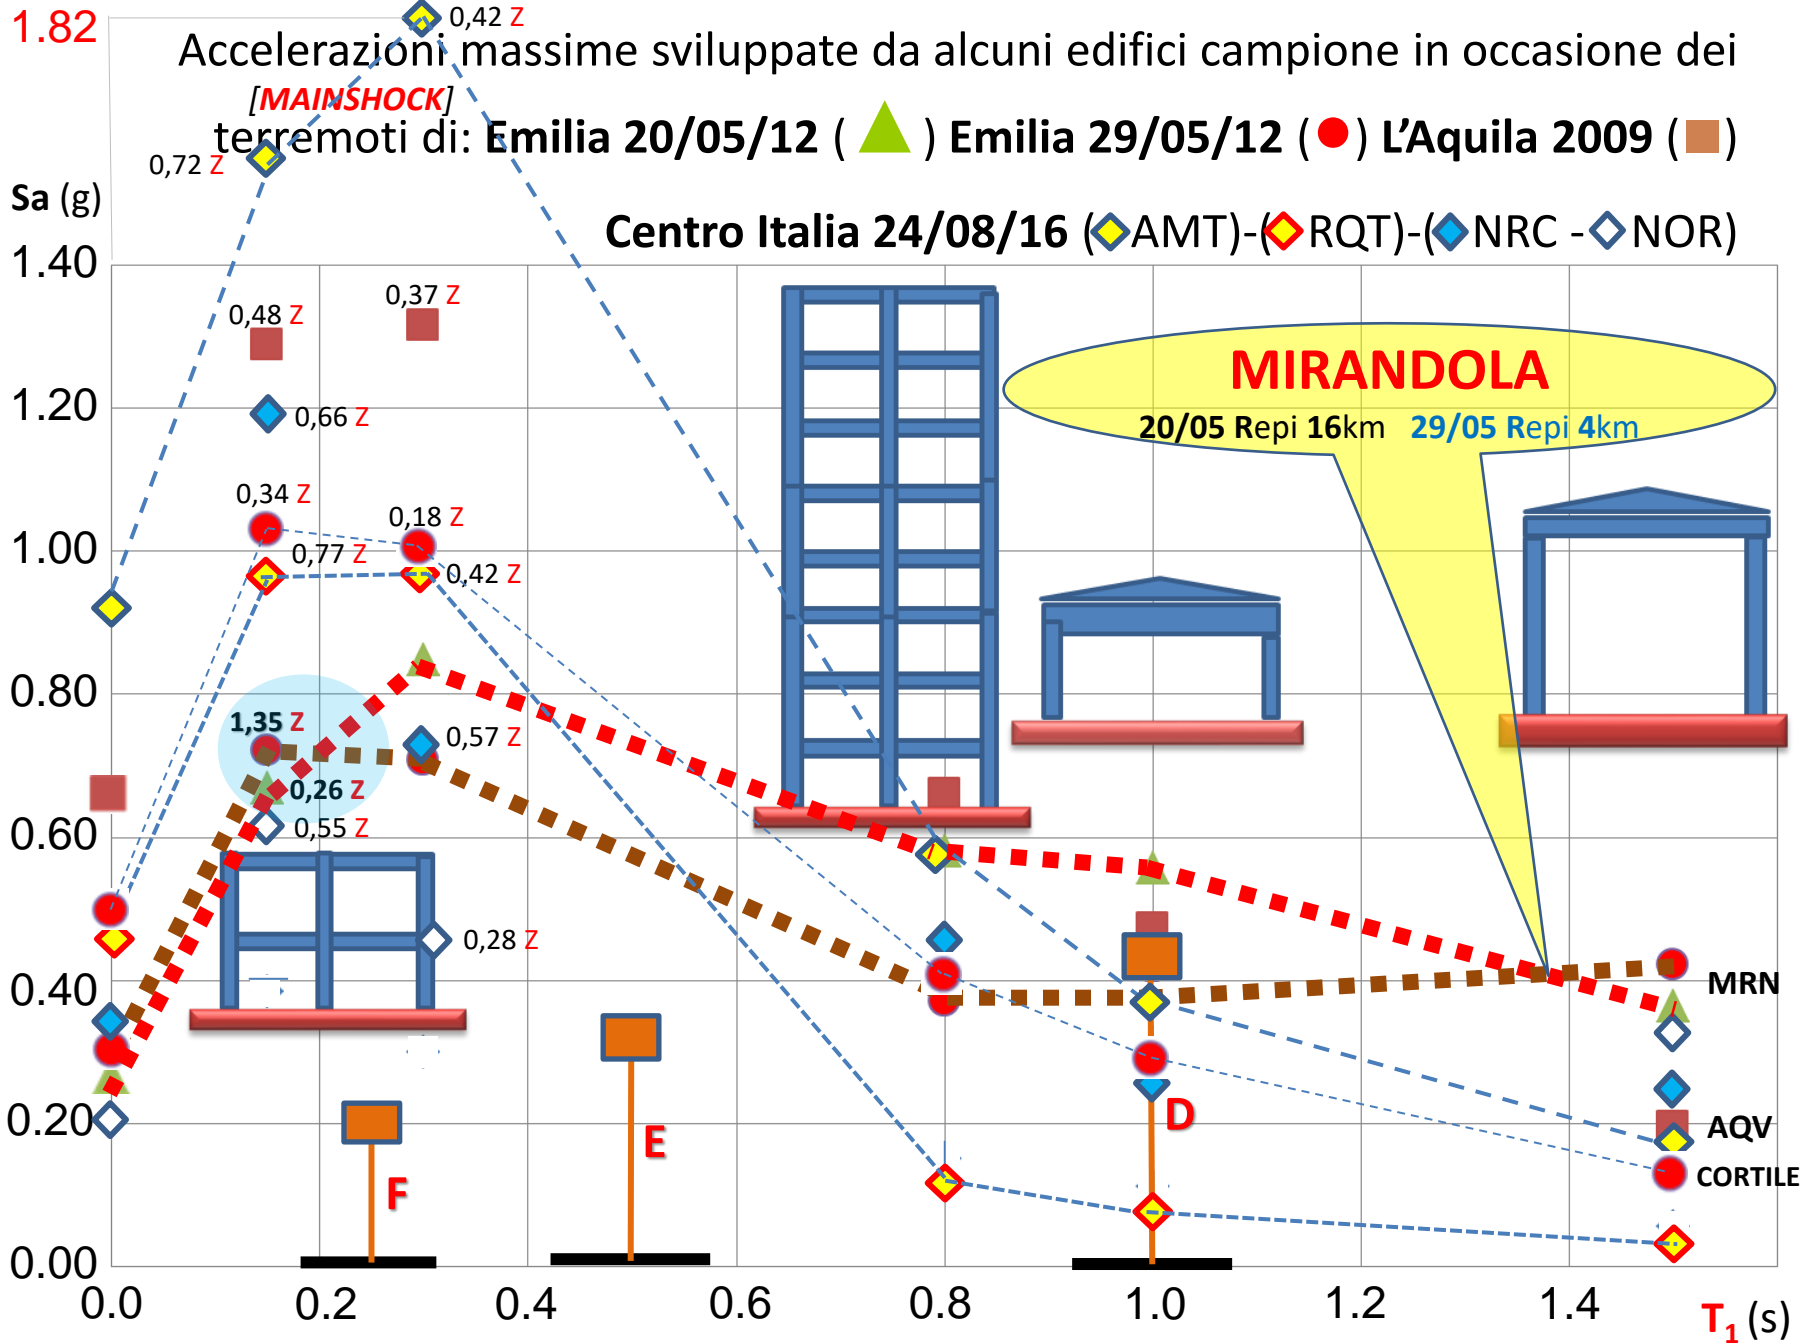 1.82
0,42 Z
Accelerazioni massime sviluppate da alcuni edifici campione in occasione dei
[MAINSHOCK]
terremoti di: Emilia 20/05/12 ( ) Emilia 29/05/12 ( ) L’Aquila 2009 ( )
0,72 Z
Sa (g)
Centro Italia 24/08/16 ( AMT)-( RQT)-( NRC - NOR)
1.40
0,48 Z
0,37 Z
MIRANDOLA
1.20
0,66 Z
20/05 Repi 16km 29/05 Repi 4km
0,34 Z
0,18 Z
1.00
0,77 Z
0,42 Z
0.80
1,35 Z
0,57 Z
0,26 Z
0.60
0,55 Z
0,28 Z
0.40
MRN
0.20
D
AQV
E
CORTILE
F
0.00
0.0 0.2 0.4 0.6 0.8 1.0 1.2 1.4 T1 (s)